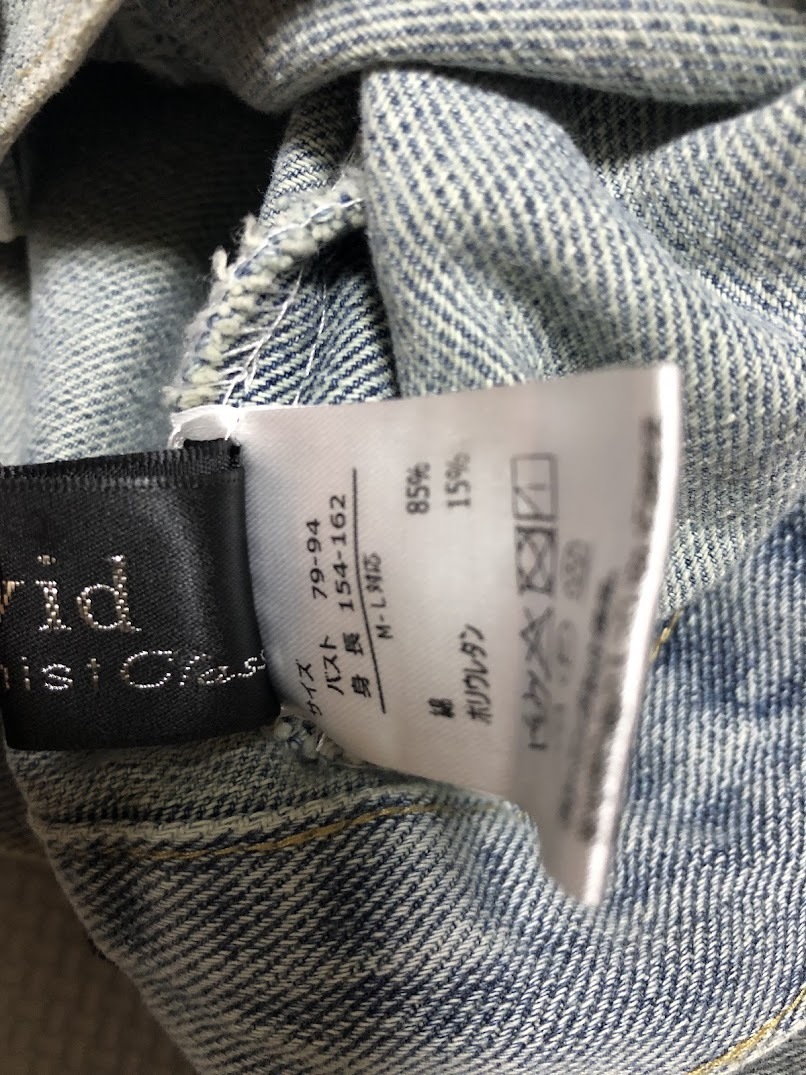 vid
nist Clas
サイズ
バスト 79-94
身長 154-162
M-L対応
綿 85%
ポリウレタン 15%